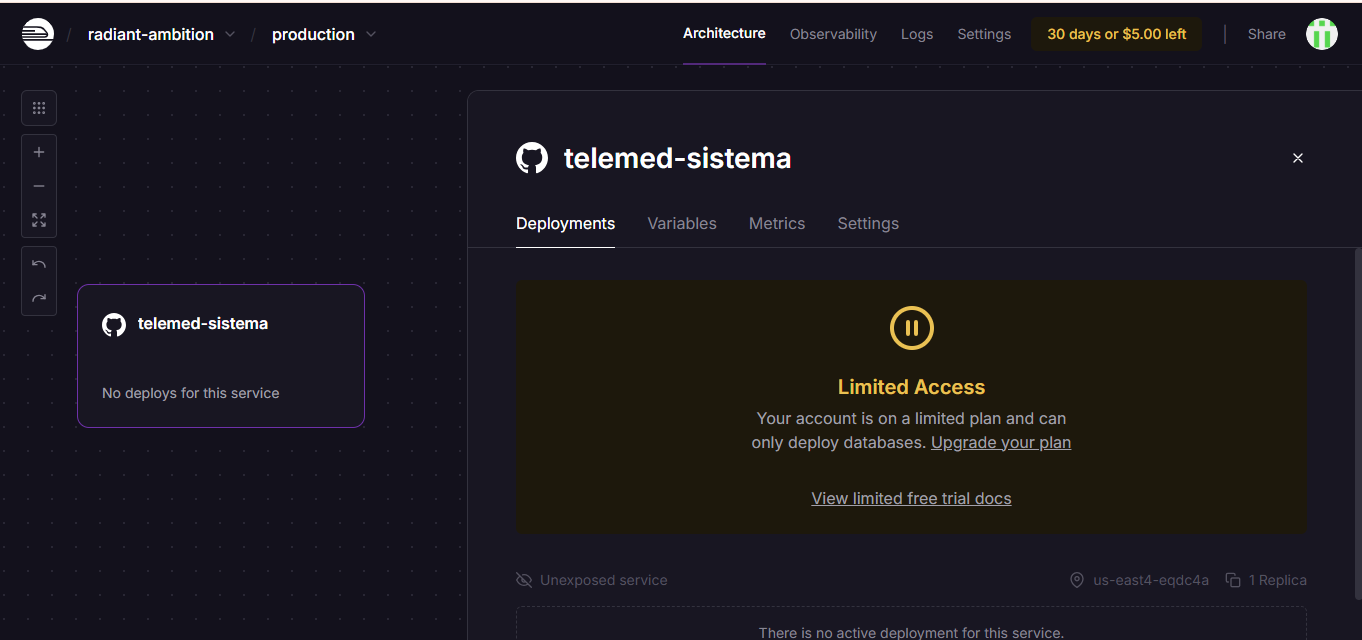 / radiant-ambition / production Architecture Observability Logs Settings 30 days or $5.00 left Share
telemed-sistema
Deployments Variables Metrics Settings
telemed-sistema
No deploys for this service
Limited Access
Your account is on a limited plan and can
only deploy databases. Upgrade your plan
View limited free trial docs
Unexposed service us-east4-eqdc4a 1 Replica
There is no active deployment for this service.